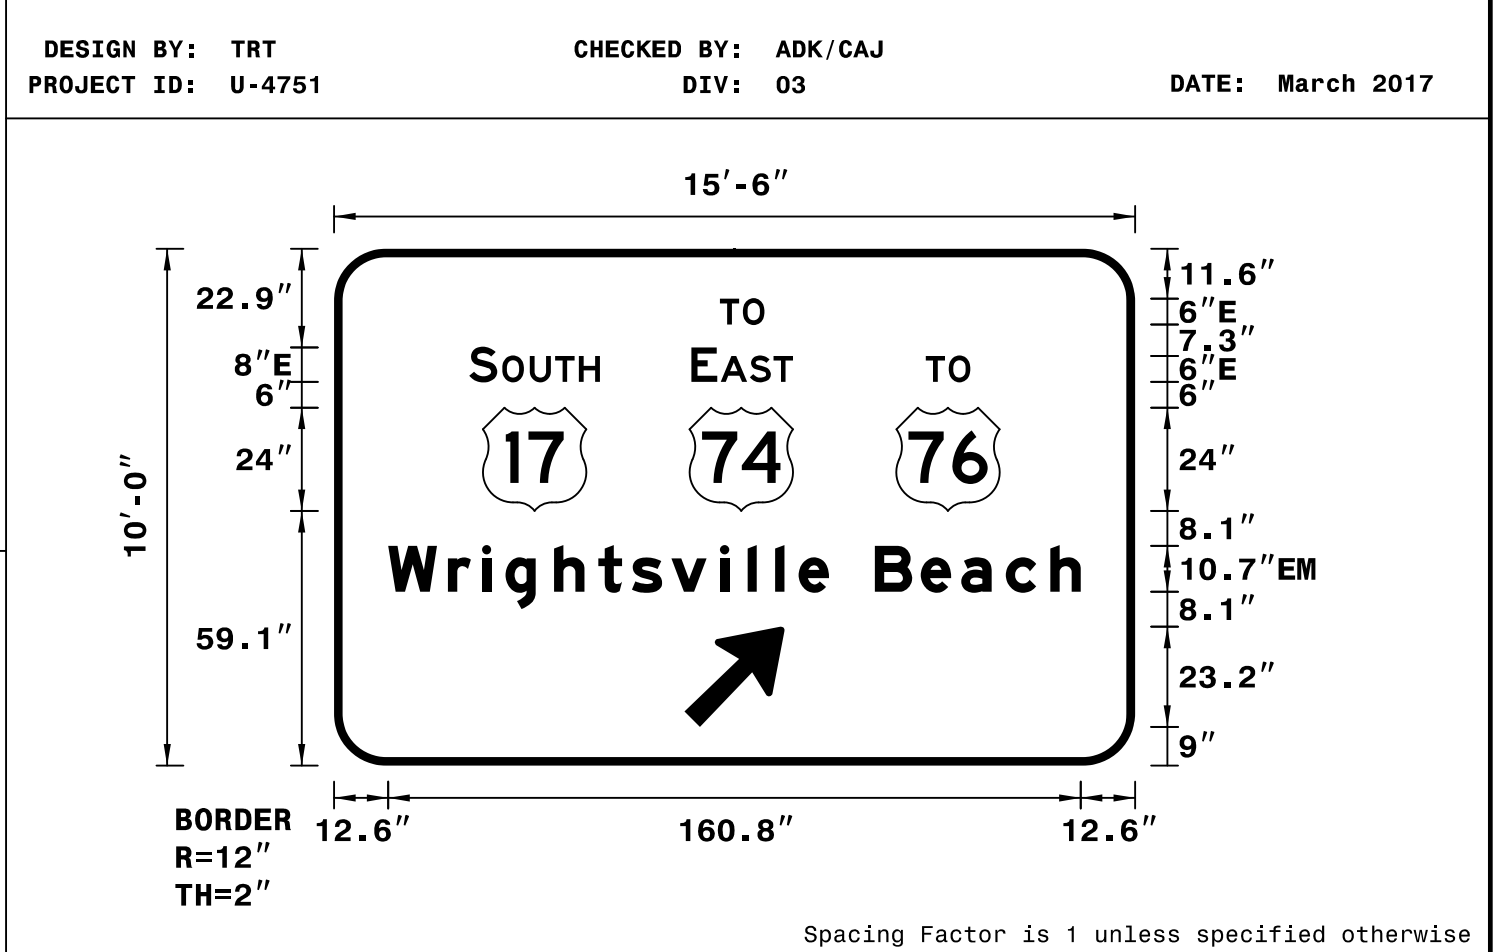 DESIGN BY: TRT CHECKED BY: ADK/CAJ
PROJECT ID: U-4751 DIV: 03 DATE: March 2017
15'-6"
10'-0"
22.9"
8"E
6"
24"
59.1"
TO
SOUTH EAST TO
17 74 76
Wrightsville Beach
11.6"
6"E
7.3"
6"E
6"
24"
8.1"
10.7"EM
8.1"
23.2"
9"
12.6" 160.8" 12.6"
BORDER
R=12"
TH=2"
Spacing Factor is 1 unless specified otherwise